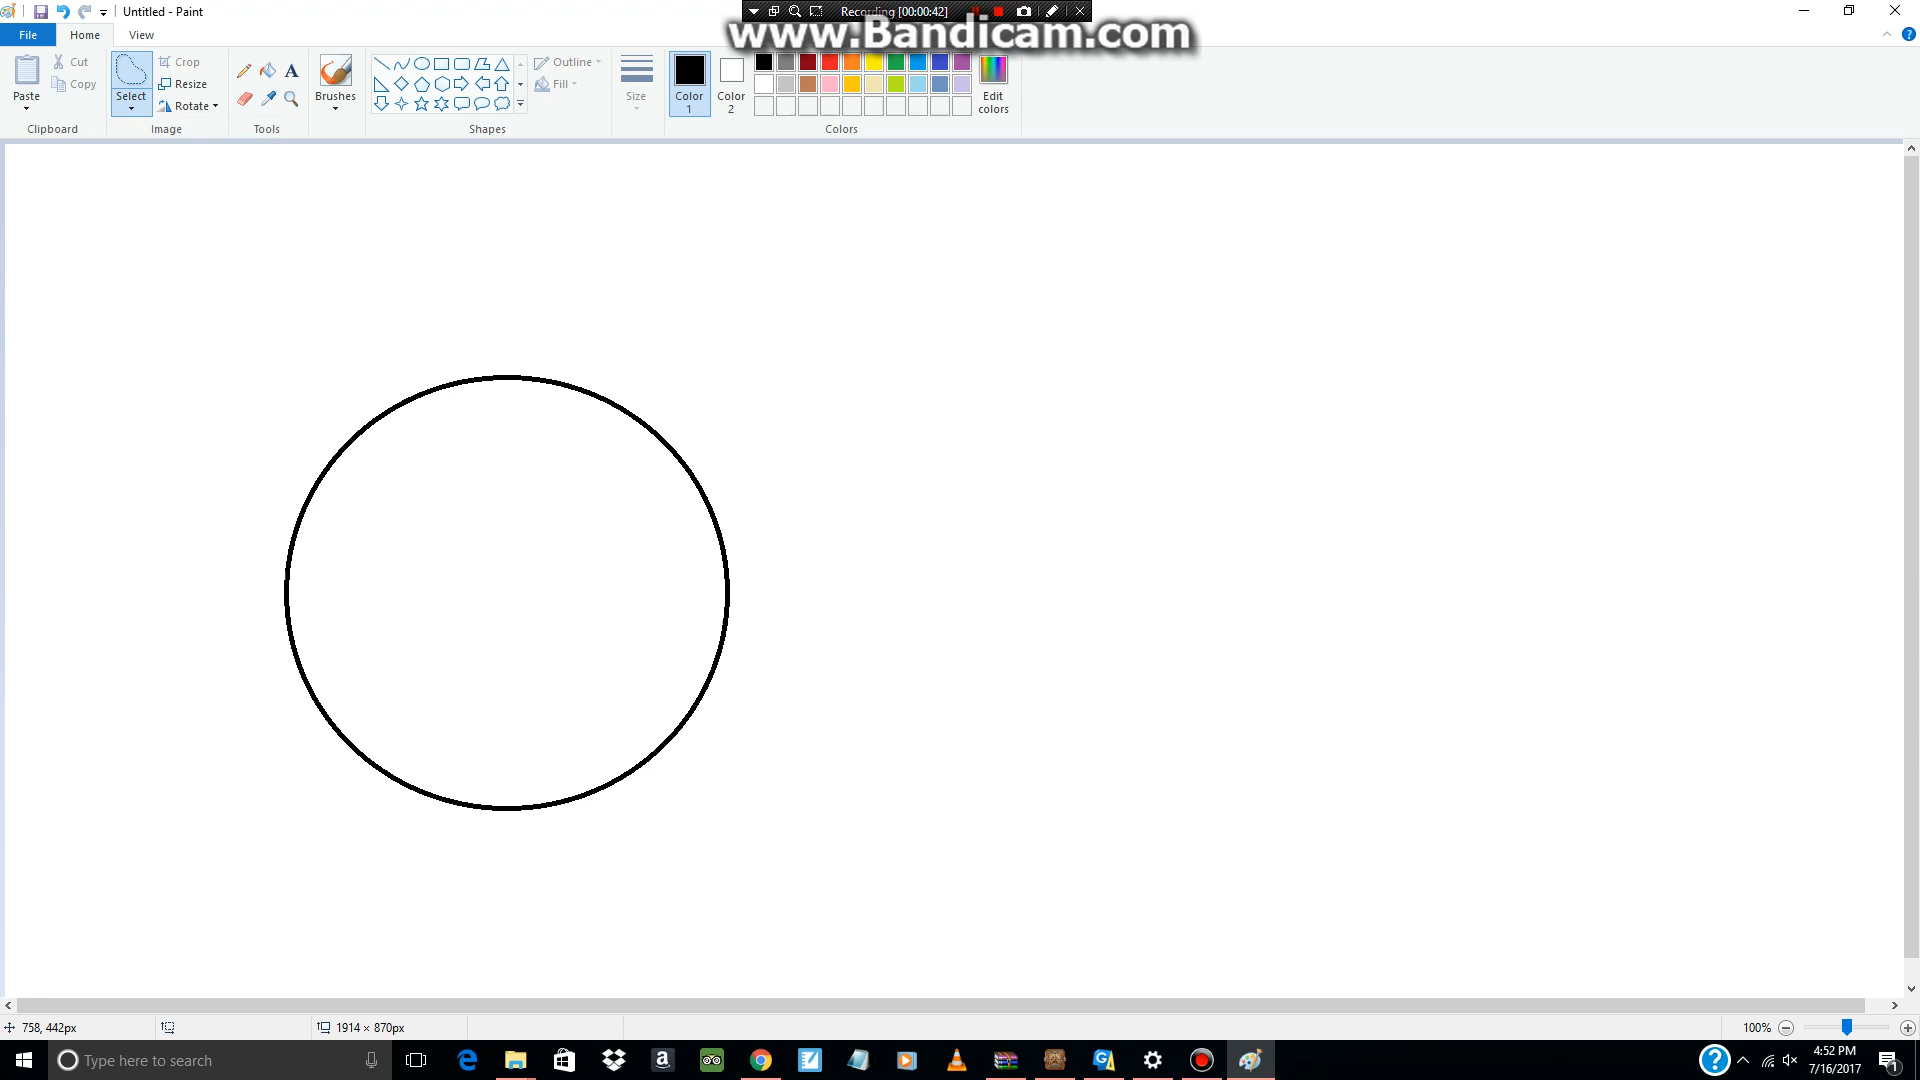 Untitled - Paint
Recording [00:00:42]
www.Bandicam.com
File
Home
View
Paste
Cut
Copy
Clipboard
Select
Crop
Resize
Rotate
Image
A
Tools
Brushes
Outline
Fill
Shapes
Size
Color
1
Color
2
Edit
colors
Colors
758, 442px
1914 × 870px
100%
Type here to search
4:52 PM
7/16/2017
1